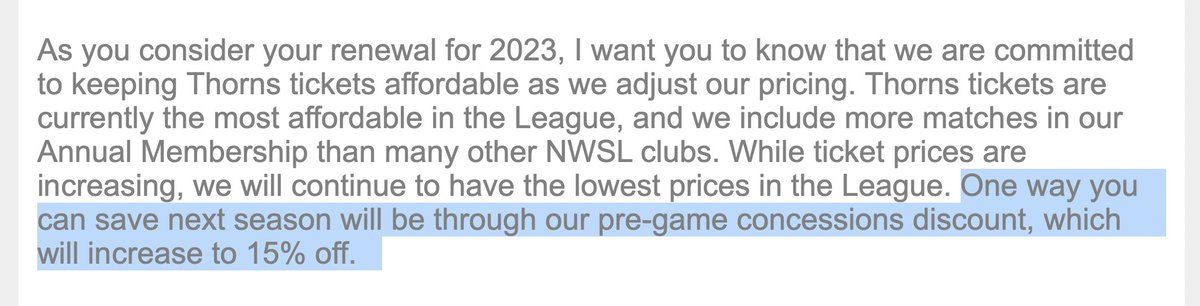 As you consider your renewal for 2023, I want you to know that we are committed
to keeping Thorns tickets affordable as we adjust our pricing. Thorns tickets are
currently the most affordable in the League, and we include more matches in our
Annual Membership than many other NWSL clubs. While ticket prices are
increasing, we will continue to have the lowest prices in the League. One way you
can save next season will be through our pre-game concessions discount, which
will increase to 15% off.